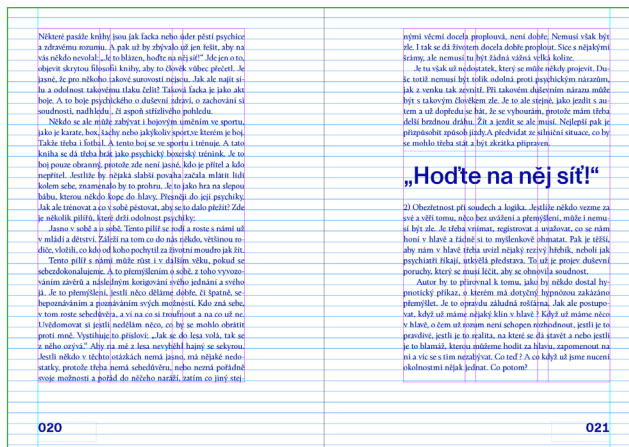 Některé pasáže knihy jsou jak facka nebo úder pěstí psychice
a zdravému rozumu. A pak už by zbývalo už jen řešit, aby na
vás někdo nevolal: „Je to blázen, hoďte na něj síť!“ Jde jen o to,
objevit skrytou filosofii knihy, aby to člověk vůbec přečetl. Je
jasné, že pro někoho takové surovosti nejsou. Jak ale najít sí-
lu a odolnost takovému tlaku čelit? Taková facka je jako akt
boje. A to boje psychického o duševní zdraví, o zachování si
soudnosti, nadhledu , či aspoň střízlivého pohledu.
Někdo se ale může zabývat i bojovým uměním ve sportu,
jako je karate, box, šachy nebo jakýkoliv sport,ve kterém je boj.
Takže třeba i fotbal. A tento boj se ve sportu i trénuje. A tato
kniha se dá třeba brát jako psychický boxerský trénink. Je to
boj pouze obranný, protože zde není jasné, kdo je přítel a kdo
nepřítel. Jestliže by nějaká slabší povaha začala mlátit lidi
kolem sebe, znamenalo by to prohru. Je to jako hra na slepou
bábu, kterou někdo kope do hlavy. Přesněji do její psychiky.
Jak ale trénovat a co v sobě pěstovat, aby se to dalo přežít? Zde
je několik pilířů, které drží odolnost psychiky:
Jasno v sobě a o sobě. Tento pilíř se rodí a roste s námi už
v mládí a dětství. Záleží na tom co do nás někdo, většinou ro-
diče, vložili, co kdo od koho pochytil za životní moudro jak žít.
Tento pilíř s námi může růst i v dalším věku, pokud se
sebezdokonalujeme. A to přemýšlením o sobě, z toho vyvozo-
váním závěrů a následným korigování svého jednání a svého
já. Je to přemýšlení, jestli něco děláme dobře, či špatně, se-
bepoznáváním a poznáváním svých možností. Kdo zná sebe,
v tom roste sebedůvěra, a ví na co si troufnout a na co už ne.
Uvědomovat si jestli nedělám něco, co by se mohlo obrátit
proti mně. Vystihuje to přísloví: „Jak se do lesa volá, tak se
z něho ozývá.“ Aby na mě z lesa nevyběhl hajný se sekyrou.
Jestli někdo v těchto otázkách nemá jasno, má nějaké nedo-
statky, protože třeba nemá sebedůvěru, nebo nezná pořádně
svoje možnosti a pořád do něčeho naráží, zatím co jiný stej-
020
nými věcmi docela proplouvá, není dobře. Nemusí však být
zle. I tak se dá životem docela dobře proplout. Sice s nějakými
šrámy, ale nemusí tu být žádná vážná velká kolize.
Je tu však už nedostatek, který se může někdy projevit. Du-
še totiž nemusí být tolik odolná proti psychickým nárazům,
jak z venku tak zevnitř. Při takovém duševním nárazu může
být s takovým člověkem zle. Je to ale stejné, jako jezdit s au-
tem a už dopředu se bát, že se vybourám, protože mám třeba
delší brzdnou dráhu. Žít a jezdit se ale musí. Nejlepší pak je
přizpůsobit způsob jízdy.A předvídat ze silniční situace, co by
se mohlo třeba stát a být zkrátka připraven.
„Hoďte na něj síť!“
2) Obezřetnost při soudech a logika. Jestliže někdo vezme za
své a věří tomu, něco bez uvážení a přemýšlení, může i nemu-
sí být zle. Je třeba vnímat, registrovat a uvažovat, co se nám
honí v hlavě a řádně si to myšlenkově ohmatat. Pak je těžší,
aby nám v hlavě třeba uvízl nějaký rezivý hřebík, neboli jak
psychiatři říkají, utkvělá představa. To už je projev duševní
poruchy, který se musí léčit, aby se obnovila soudnost.
Autor by to přirovnal k tomu, jako by někdo dostal hy-
pnotický příkaz, o kterém má dotyčný hypnózou zakázáno
přemýšlet. Je to opravdu záludná rošťárna. Jak ale postupo-
vat, když už máme nějaký klín v hlavě ? Když už máme něco
v hlavě, o čem už rozum není schopen rozhodnout, jestli je to
pravdivé, jestli je to realita, na které se dá stavět a nebo jestli
je to blamáž, kterou můžeme hodit za hlavu, zapomenout na
ni a víc se s tím nezabývat. Co teď ? A co když už jsme nuceni
okolnostmi nějak jednat. Co potom?
021